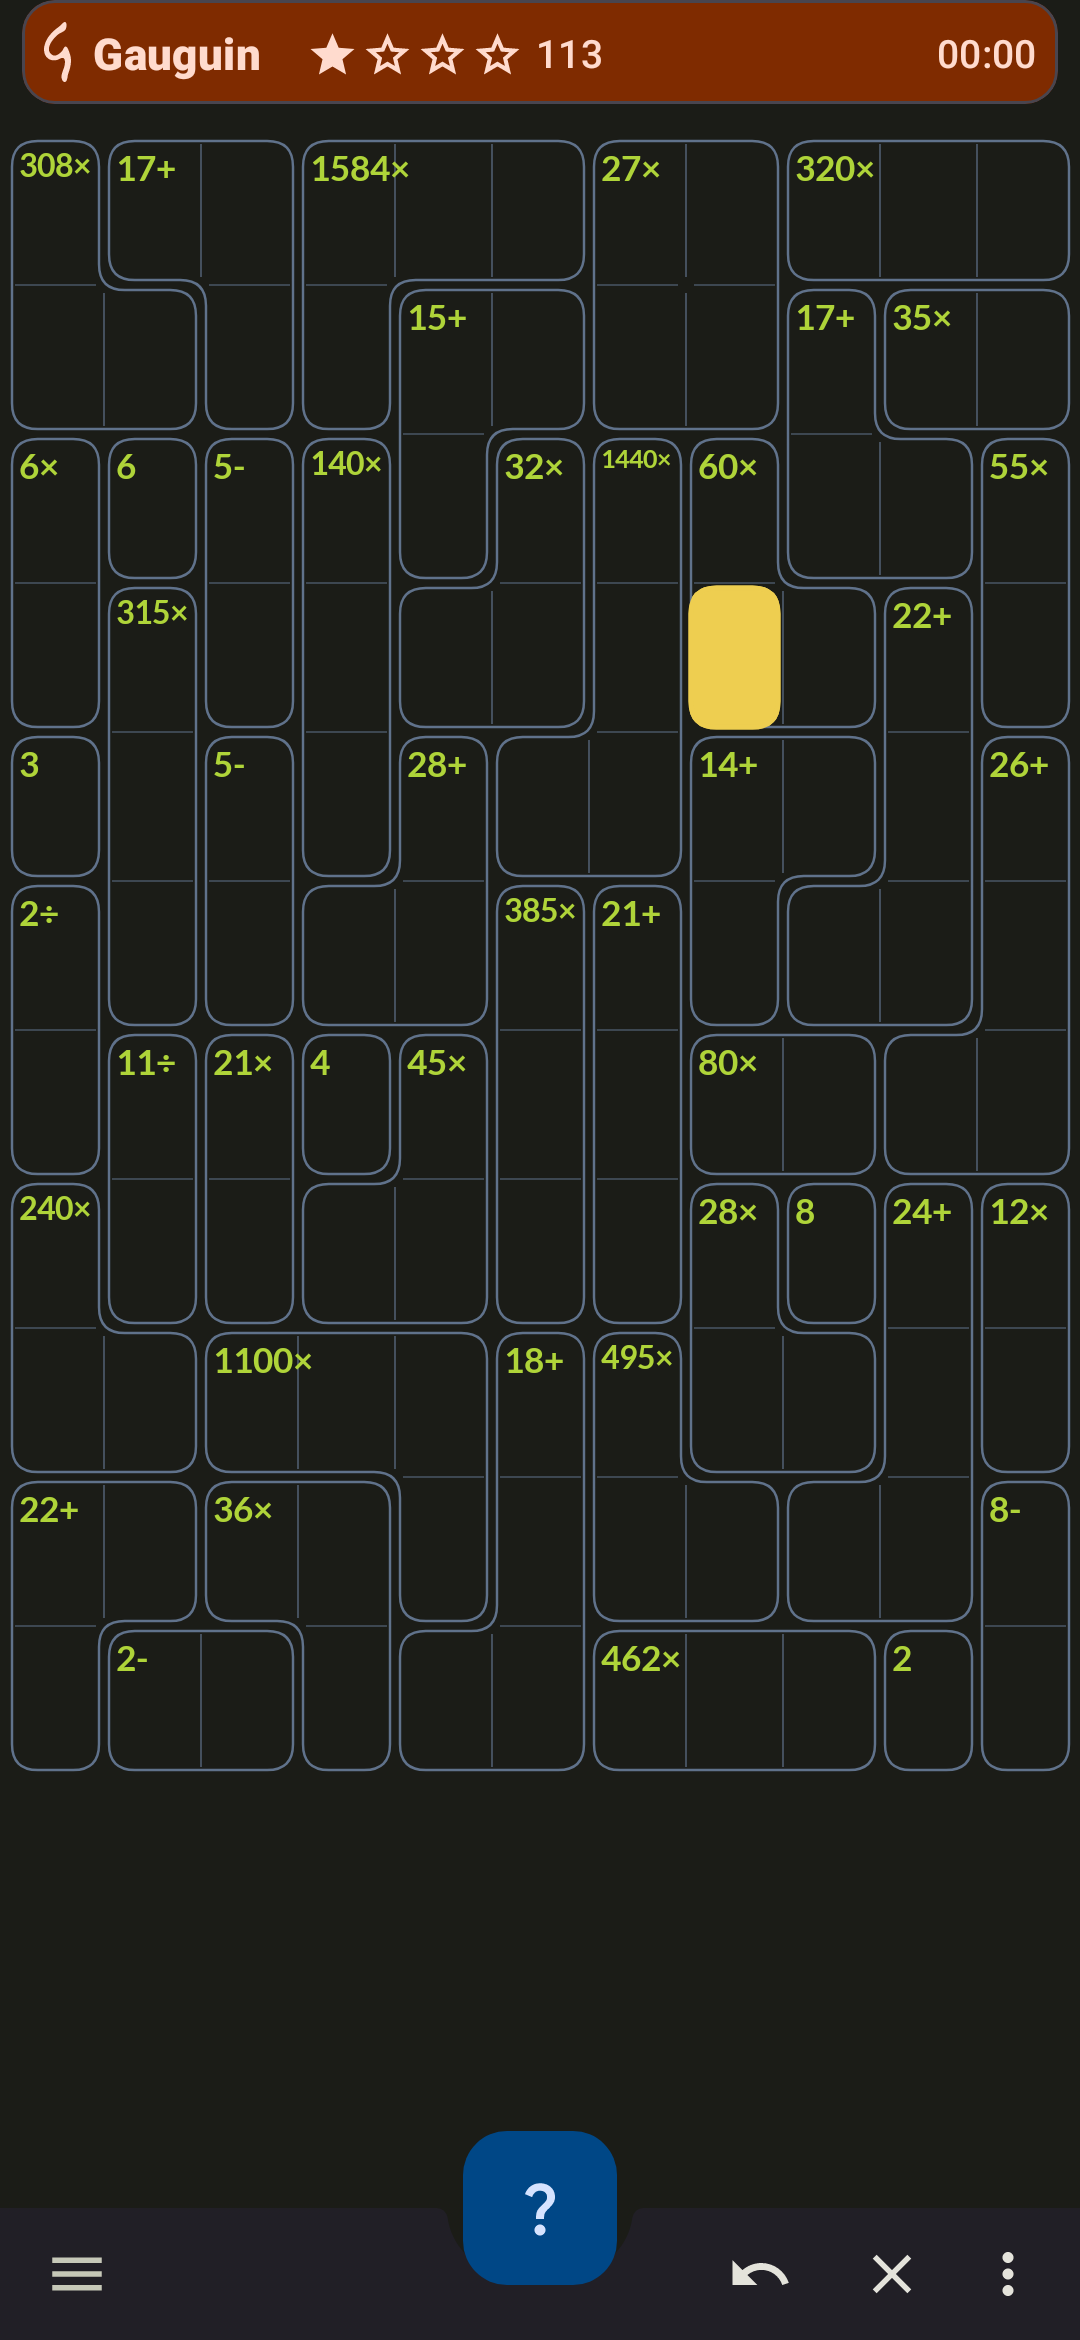 Gauguin 113 00:00
308× 17+ 1584× 27× 320×
15+ 17+ 35×
6× 6 5- 140× 32× 1440× 60× 55×
315× 22+
3 5- 28+ 14+ 26+
2÷ 385× 21+
11÷ 21× 4 45× 80×
240× 28× 8 24+ 12×
1100× 18+ 495×
22+ 36× 8-
2- 462× 2
?